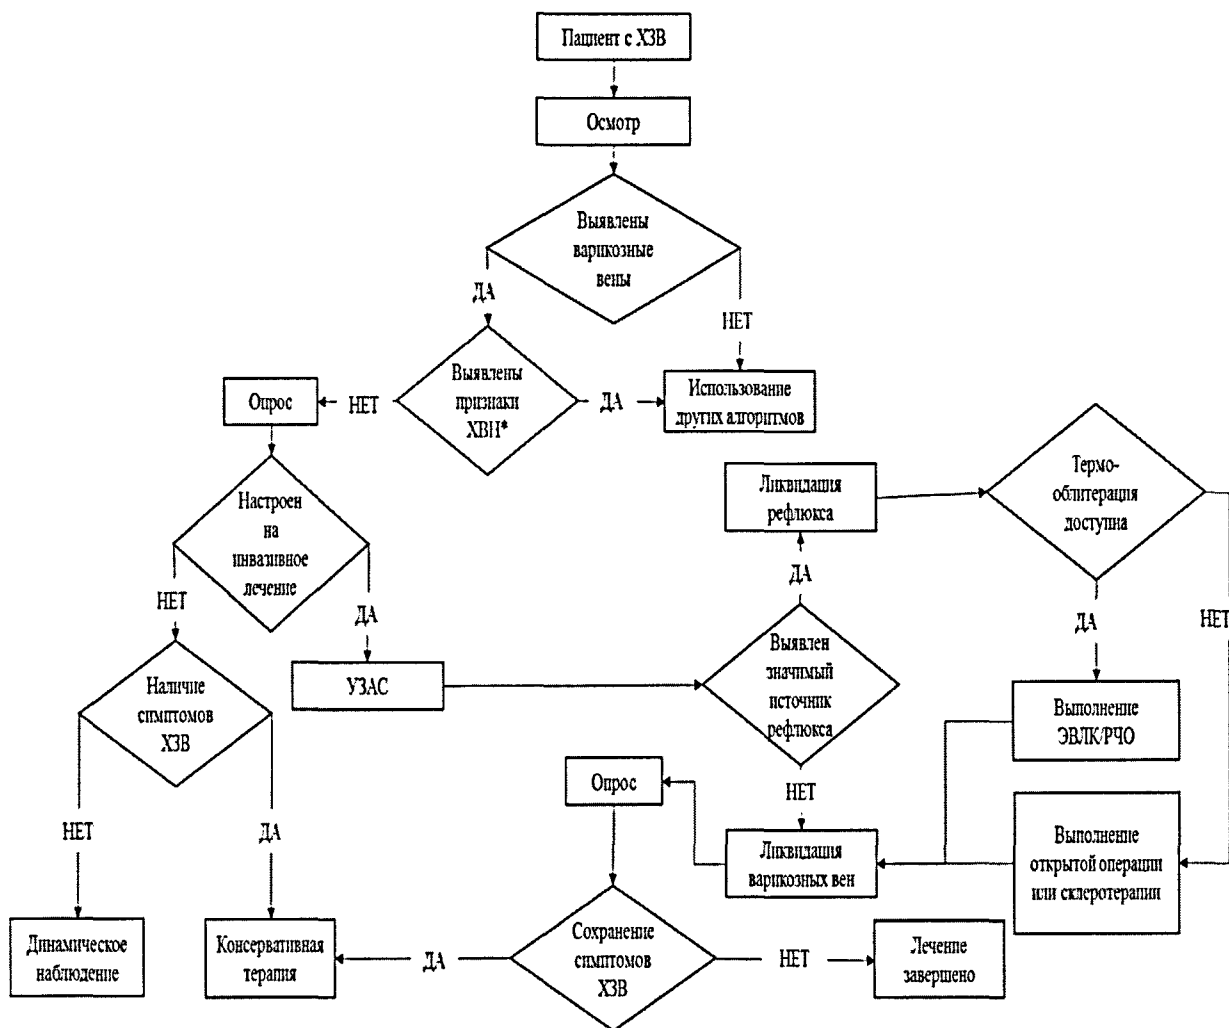 Пациент с ХЗВ
Осмотр
Выявлены
варикозные
вены
ДА
НЕТ
Опрос
НЕТ
Выявлены
признаки
ХВН*
ДА
Использование
других алгоритмов
Настроен
на
инвазивное
лечение
НЕТ
ДА
Ликвидация
рефлюкса
Термо-
облитерация
доступна
ДА
ДА
НЕТ
Наличие
симптомов
ХЗВ
УЗАС
Выявлен
значимый
источник
рефлюкса
Выполнение
ЭВЛК/РЧО
НЕТ
ДА
Опрос
НЕТ
Ликвидация
варикозных вен
Выполнение
открытой операции
или склеротерапии
Динамическое
наблюдение
Консервативная
терапия
ДА
Сохранение
симптомов
ХЗВ
НЕТ
Лечение
завершено